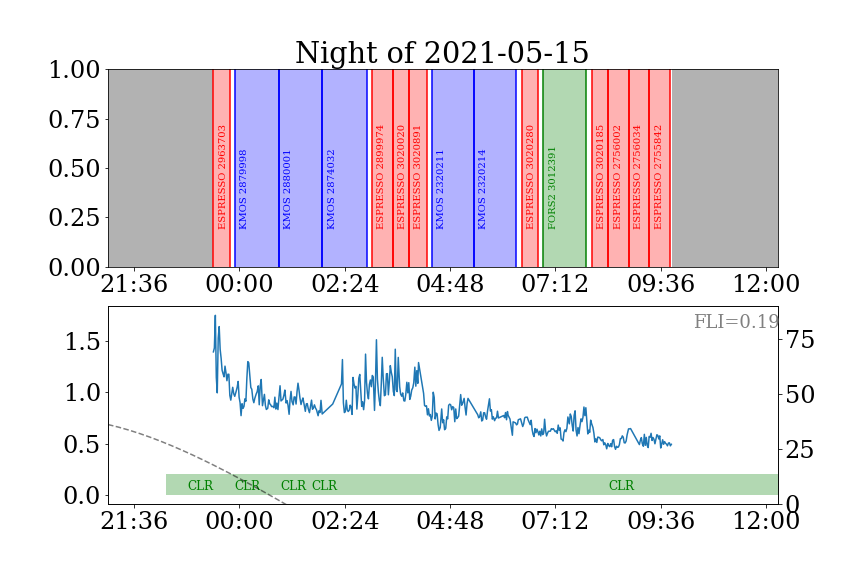 Night of 2021-05-15
1.00
0.75
0.50
0.25
0.00
ESPRESSO 2963703
KMOS 2879998
KMOS 2880001
KMOS 2874032
ESPRESSO 2899974
ESPRESSO 3020020
ESPRESSO 3020891
KMOS 2320211
KMOS 2320214
ESPRESSO 3020280
FORS2 3012391
ESPRESSO 3020185
ESPRESSO 2756002
ESPRESSO 2756034
ESPRESSO 2755842
21:36 00:00 02:24 04:48 07:12 09:36 12:00
FLI=0.19
1.5
1.0
0.5
0.0
75
50
25
0
CLR CLR CLR CLR CLR
21:36 00:00 02:24 04:48 07:12 09:36 12:00